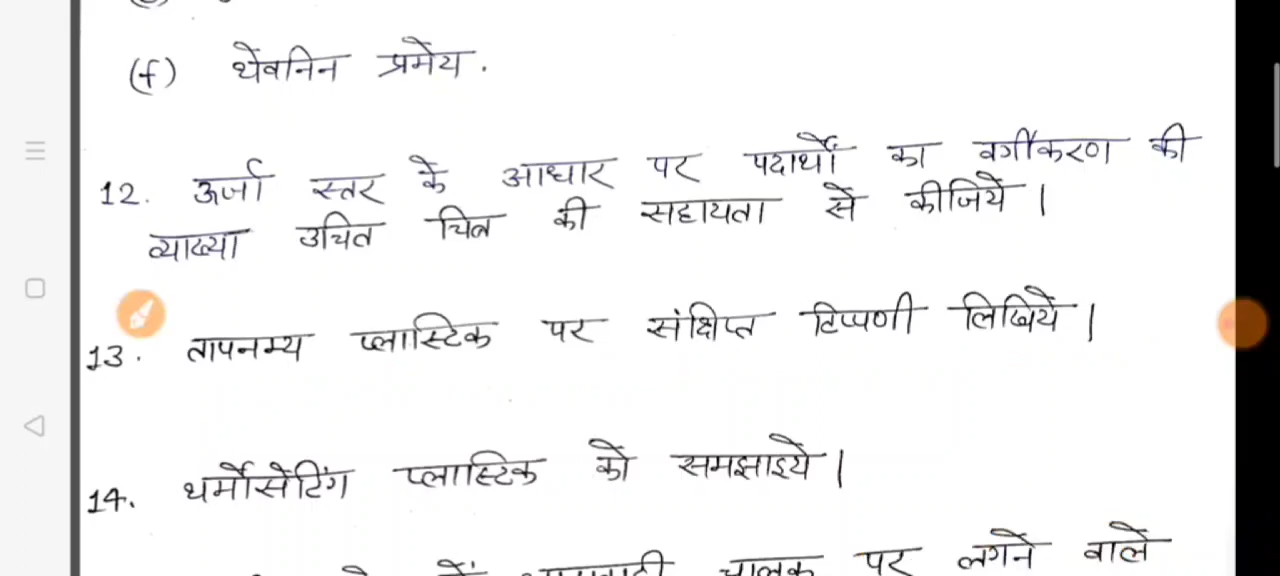 (f) थेवनिन प्रमेय.
12. ऊर्जा स्तर के आधार पर पदार्थों का वर्गीकरण की
व्याख्या उचित चित्र की सहायता से कीजिये।
13. तापनम्य प्लास्टिक पर संक्षिप्त टिप्पणी लिखिये।
14. थर्मोसेटिंग प्लास्टिक को समझाइये।
चालक पर लगने वाले